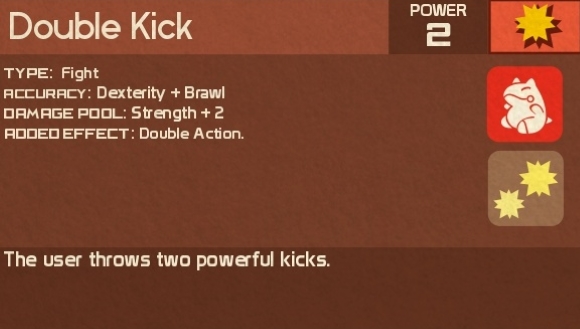 Double Kick
POWER
2
TYPE: Fight
ACCURACY: Dexterity + Brawl
DAMAGE POOL: Strength + 2
ADDED EFFECT: Double Action.
The user throws two powerful kicks.